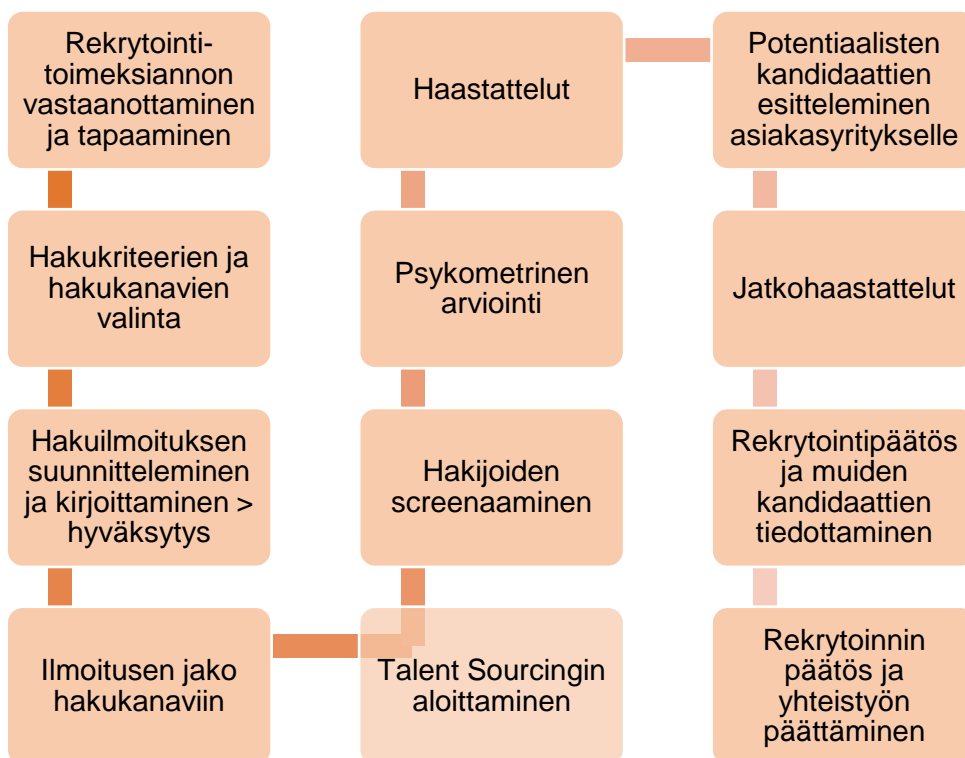 Rekrytointi-
toimeksiannon
vastaanottaminen
ja tapaaminen
Hakukriteerien ja
hakukanavien
valinta
Hakuilmoituksen
suunnitteleminen
ja kirjoittaminen >
hyväksytys
Ilmoitusen jako
hakukanaviin
Talent Sourcingin
aloittaminen
Hakijoiden
screenaaminen
Psykometrinen
arviointi
Haastattelut
Potentiaalisten
kandidaattien
esitteleminen
asiakasyritykselle
Jatkohaastattelut
Rekrytointipäätös
ja muiden
kandidaattien
tiedottaminen
Rekrytoinnin
päätös ja
yhteistyön
päättäminen